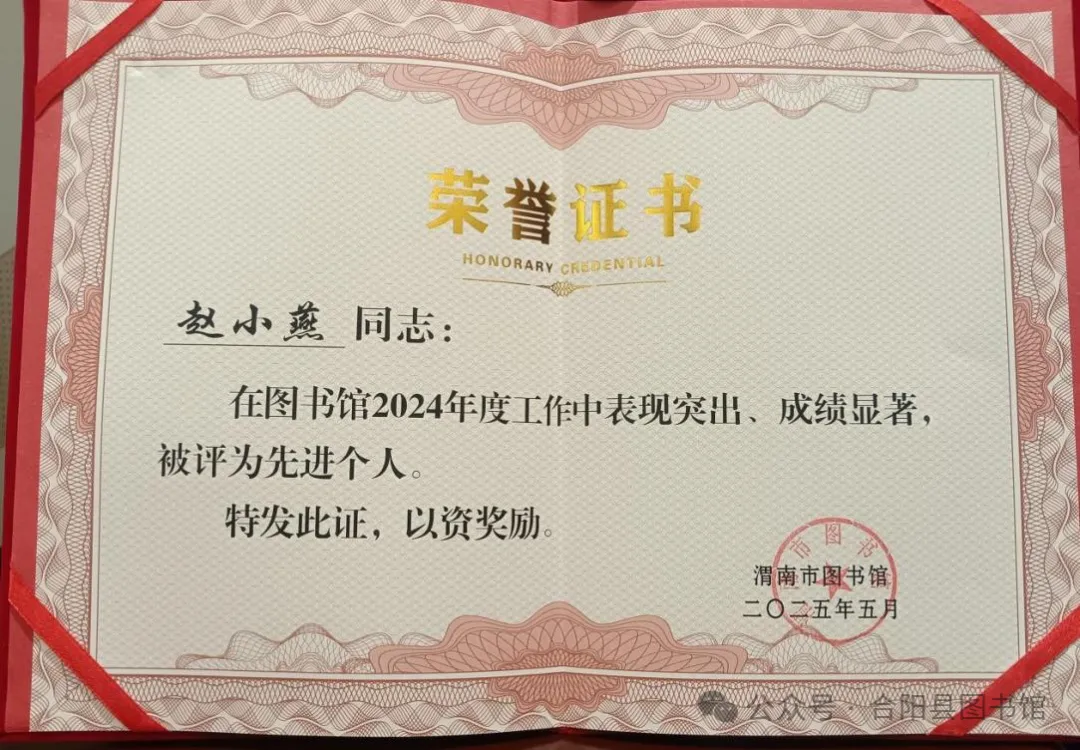 荣誉证书
HONORARY CREDENTIAL
赵小燕 同志：
在图书馆2024年度工作中表现突出、成绩显著，
被评为先进个人。
特发此证，以资奖励。
渭南市图书馆
二〇二五年五月
公众号 · 合阳县图书馆